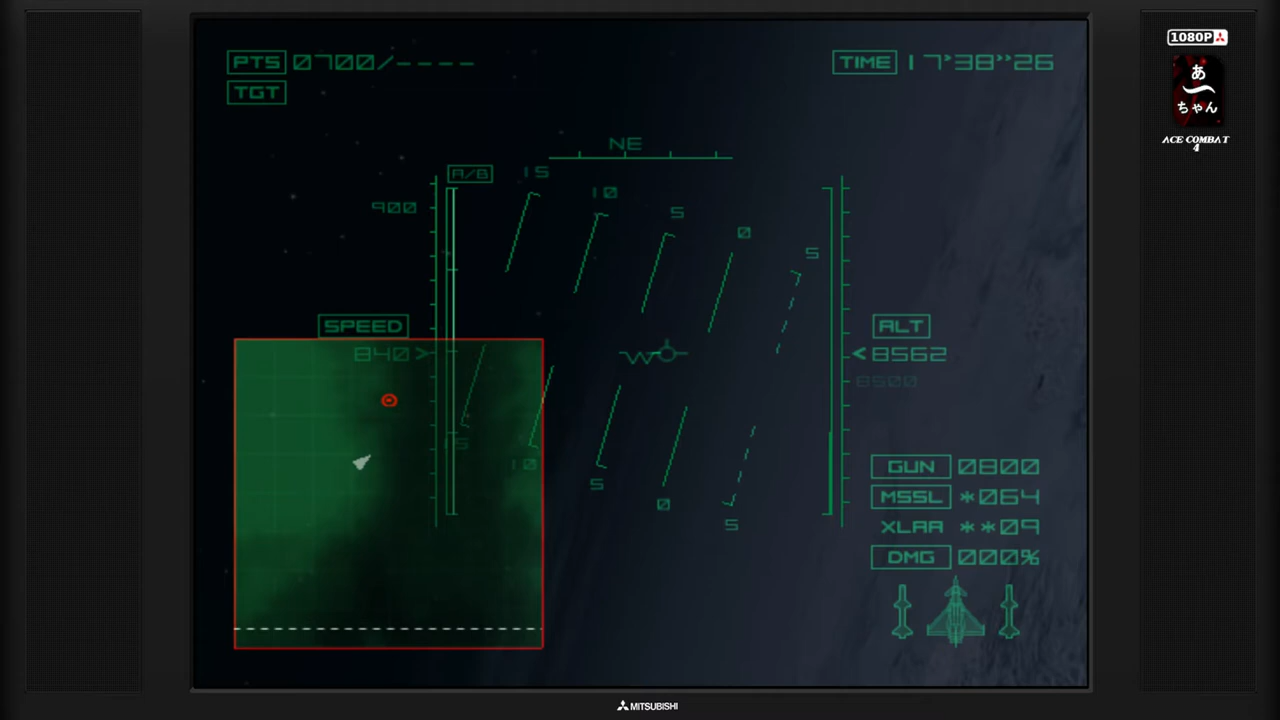 PTS 0700/----
TIME 17'38"26
TGT
1080P
あーちゃん
ACE COMBAT
4
NE
A/B
15
10
5
0
5
900
SPEED
840 >
ALT
< 8562
8500
15
10
5
0
5
GUN 0800
MSSL *064
XLAA **09
DMG 000%
MITSUBISHI